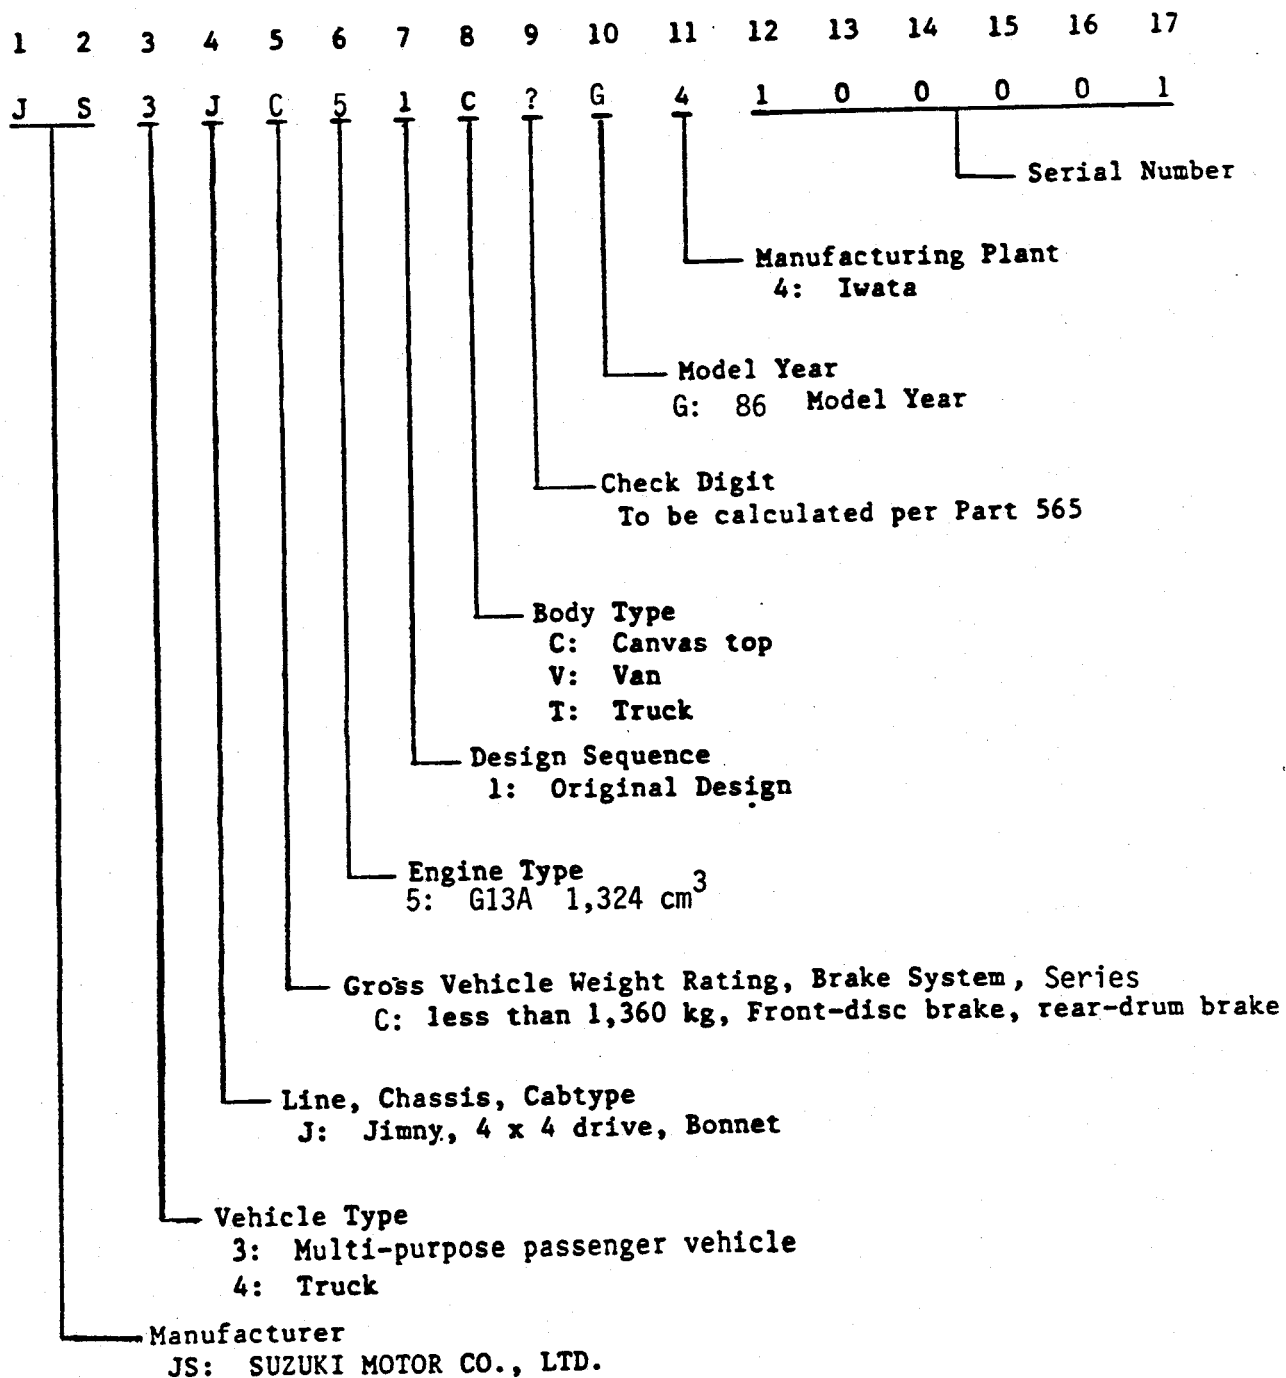 1 2 3 4 5 6 7 8 9 10 11 12 13 14 15 16 17
J S 3 J C 5 1 C ? G 4 1 0 0 0 0 1
Serial Number
Manufacturing Plant
4: Iwata
Model Year
G: 86 Model Year
Check Digit
To be calculated per Part 565
Body Type
C: Canvas top
V: Van
T: Truck
Design Sequence
1: Original Design
Engine Type
5: G13A 1,324 cm³
Gross Vehicle Weight Rating, Brake System, Series
C: less than 1,360 kg, Front-disc brake, rear-drum brake
Line, Chassis, Cabtype
J: Jimny, 4 x 4 drive, Bonnet
Vehicle Type
3: Multi-purpose passenger vehicle
4: Truck
Manufacturer
JS: SUZUKI MOTOR CO., LTD.